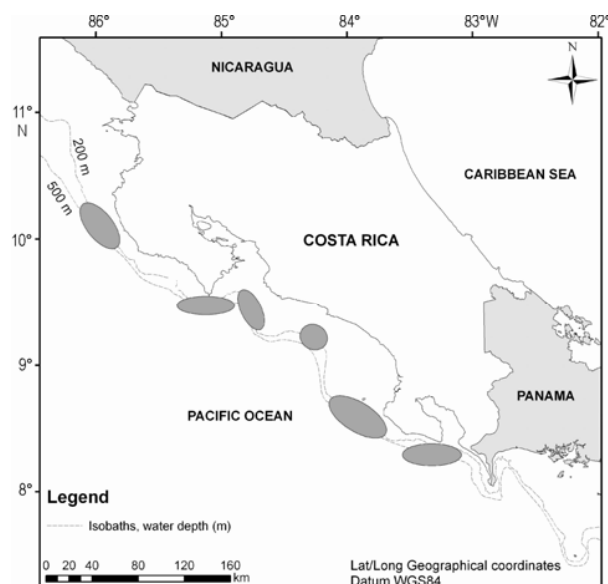 86° 85° 84° 83°W 82°
N
NICARAGUA
11°
N
200 m
500 m
CARIBBEAN SEA
10°
COSTA RICA
9°
PANAMA
PACIFIC OCEAN
8°
Legend
Isobaths, water depth (m)
0 10 20 40 80 120 160
km
Lat/Long Geographical coordinates
Datum WGS84